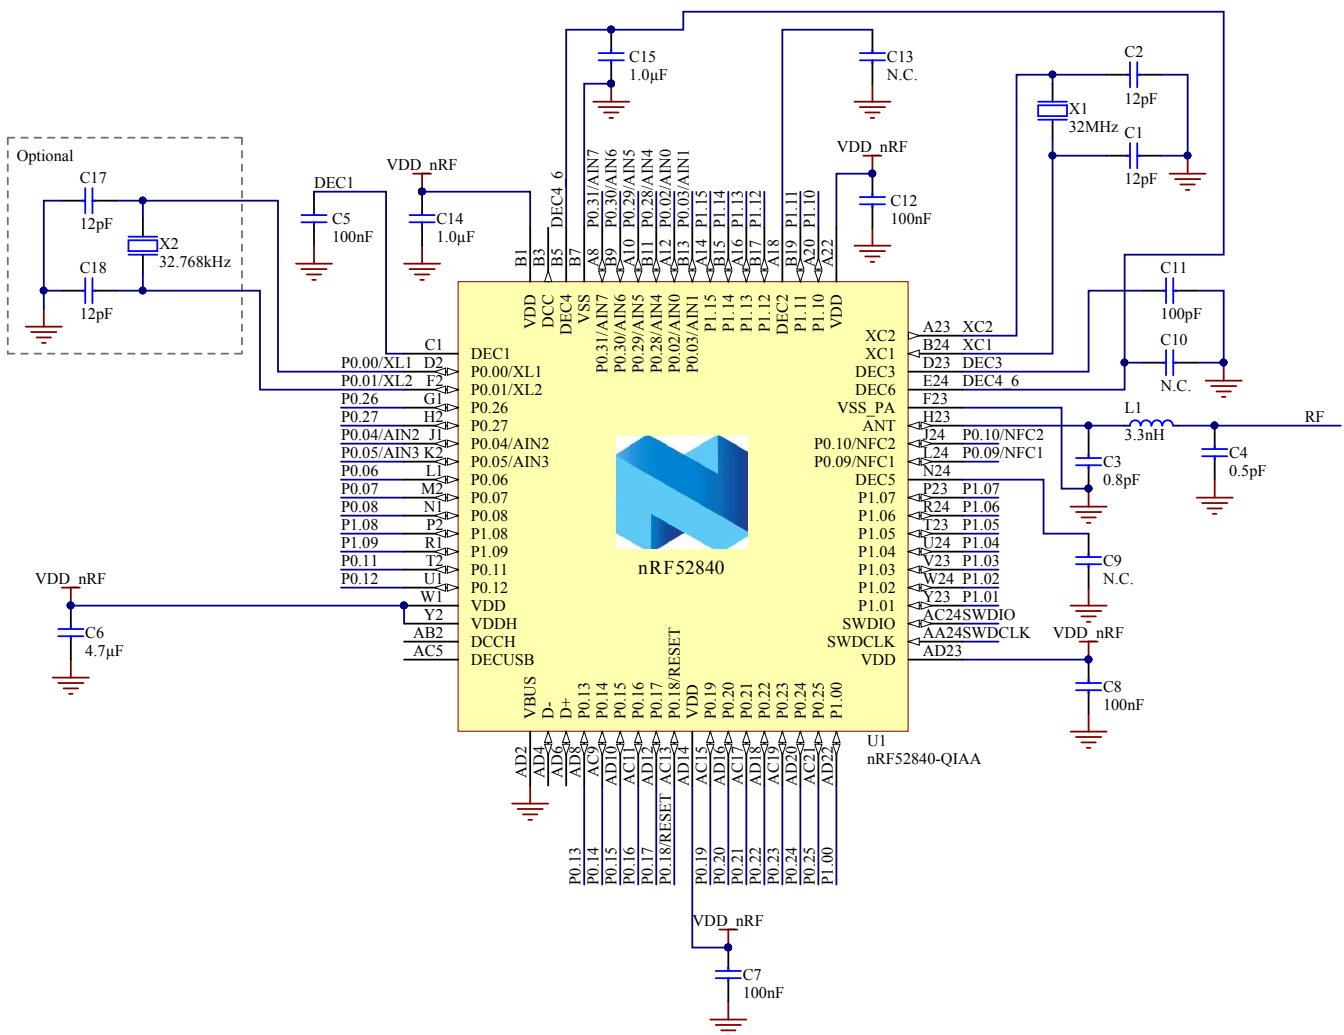 Optional
C17
12pF
X2
32.768kHz
C18
12pF
DEC1
C5
100nF
VDD_nRF
C14
1.0µF
C15
1.0µF
C13
N.C.
VDD_nRF
C12
100nF
C2
12pF
X1
32MHz
C1
12pF
C11
100pF
C10
N.C.
L1
3.3nH
RF
C3
0.8pF
C4
0.5pF
C9
N.C.
VDD_nRF
C8
100nF
VDD_nRF
C6
4.7µF
VDD_nRF
C7
100nF
B1 VDD
B3 DCC
DEC4_6 B5 DEC4
B7 VSS
P0.31/AIN7 A8 P0.31/AIN7
P0.30/AIN6 B9 P0.30/AIN6
P0.29/AIN5 A10 P0.29/AIN5
P0.28/AIN4 B11 P0.28/AIN4
P0.02/AIN0 A12 P0.02/AIN0
P0.03/AIN1 B13 P0.03/AIN1
P1.15 A14 P1.15
P1.14 B15 P1.14
P1.13 A16 P1.13
P1.12 B17 P1.12
A18 DEC2
P1.11 B19 P1.11
P1.10 A20 P1.10
A22 VDD
C1 DEC1
P0.00/XL1 D2 P0.00/XL1
P0.01/XL2 F2 P0.01/XL2
P0.26 G1 P0.26
P0.27 H2 P0.27
P0.04/AIN2 J1 P0.04/AIN2
P0.05/AIN3 K2 P0.05/AIN3
P0.06 L1 P0.06
P0.07 M2 P0.07
P0.08 N1 P0.08
P1.08 P2 P1.08
P1.09 R1 P1.09
P0.11 T2 P0.11
P0.12 U1 P0.12
W1 VDD
Y2 VDDH
AB2 DCCH
AC5 DECUSB
XC2 A23 XC2
XC1 B24 XC1
DEC3 D23 DEC3
DEC6 E24 DEC4_6
VSS_PA F23
ANT H23
P0.10/NFC2 J24 P0.10/NFC2
P0.09/NFC1 L24 P0.09/NFC1
DEC5 N24
P1.07 P23 P1.07
P1.06 R24 P1.06
P1.05 T23 P1.05
P1.04 U24 P1.04
P1.03 V23 P1.03
P1.02 W24 P1.02
P1.01 Y23 P1.01
SWDIO AC24 SWDIO
SWDCLK AA24 SWDCLK
VDD AD23
nRF52840
VBUS AD2
D- AD4
D+ AD6
P0.13 AD8 P0.13
P0.14 AC9 P0.14
P0.15 AD10 P0.15
P0.16 AC11 P0.16
P0.17 AD12 P0.17
P0.18/RESET AC13 P0.18/RESET
VDD AD14
P0.19 AC15 P0.19
P0.20 AD16 P0.20
P0.21 AC17 P0.21
P0.22 AD18 P0.22
P0.23 AC19 P0.23
P0.24 AD20 P0.24
P0.25 AC21 P0.25
P1.00 AD22 P1.00
U1
nRF52840-QIAA